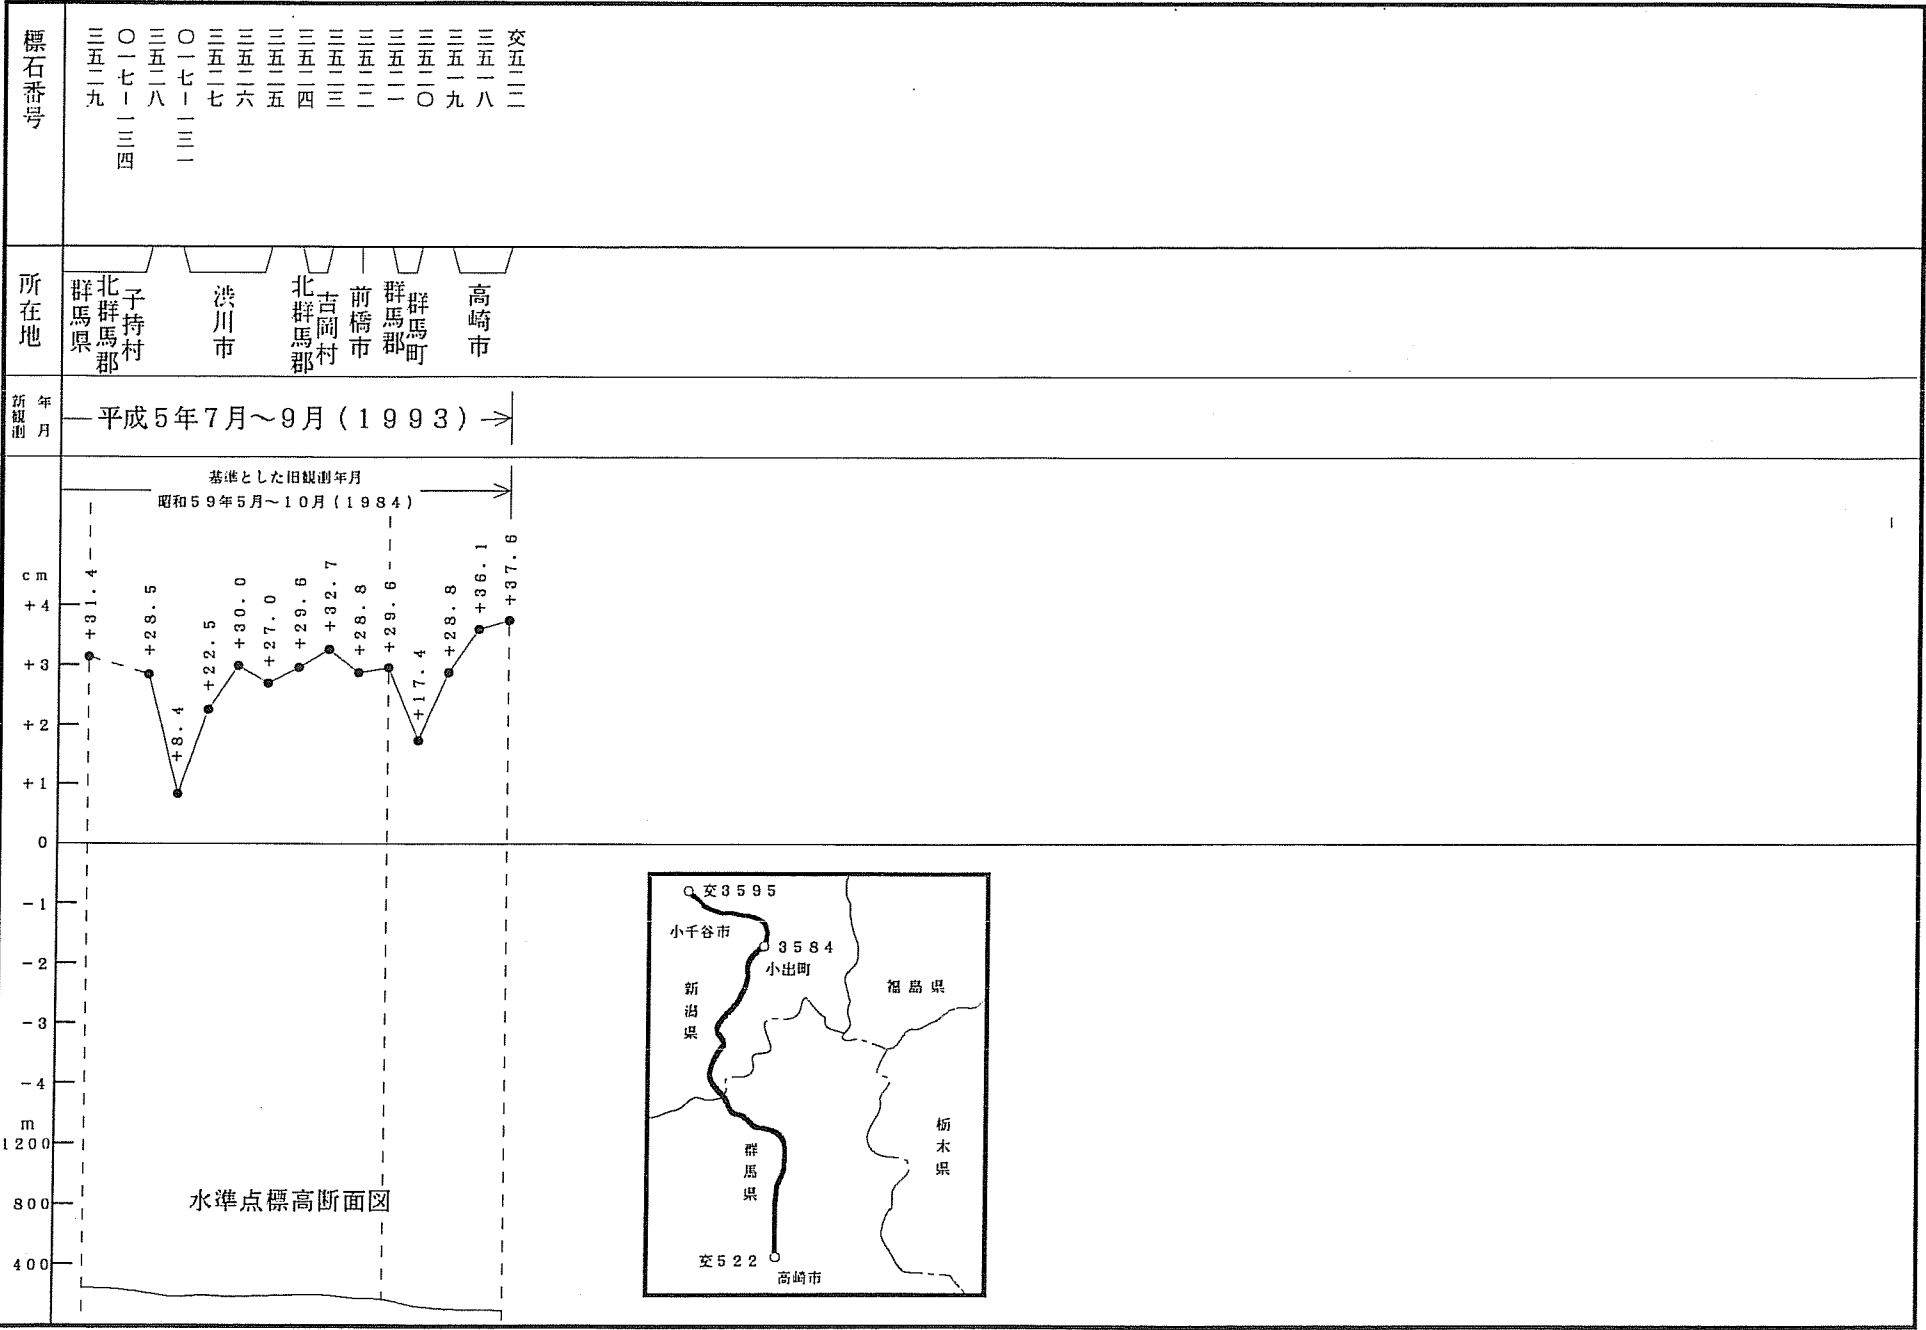 標石番号
三五二九
〇一七－一三四
三五二八
〇一七－一三一
三五二七
三五二六
三五二五
三五二四
三五二三
三五二二
三五二一
三五二〇
三五一九
三五一八
交五二二
所在地
群馬県
北群馬郡
子持村
渋川市
北群馬郡
吉岡村
前橋市
群馬郡
群馬町
高崎市
新観測
年月
平成5年7月～9月(1993)
基準とした旧観測年月
昭和59年5月～10月(1984)
cm
+4
+3
+2
+1
0
-1
-2
-3
-4
m
1200
800
400
+31.4
+28.5
+8.4
+22.5
+30.0
+27.0
+29.6
+32.7
+28.8
+29.6
+17.4
+28.8
+36.1
+37.6
水準点標高断面図
交3595
小千谷市
3584
小出町
新潟県
福島県
栃木県
群馬県
交522
高崎市